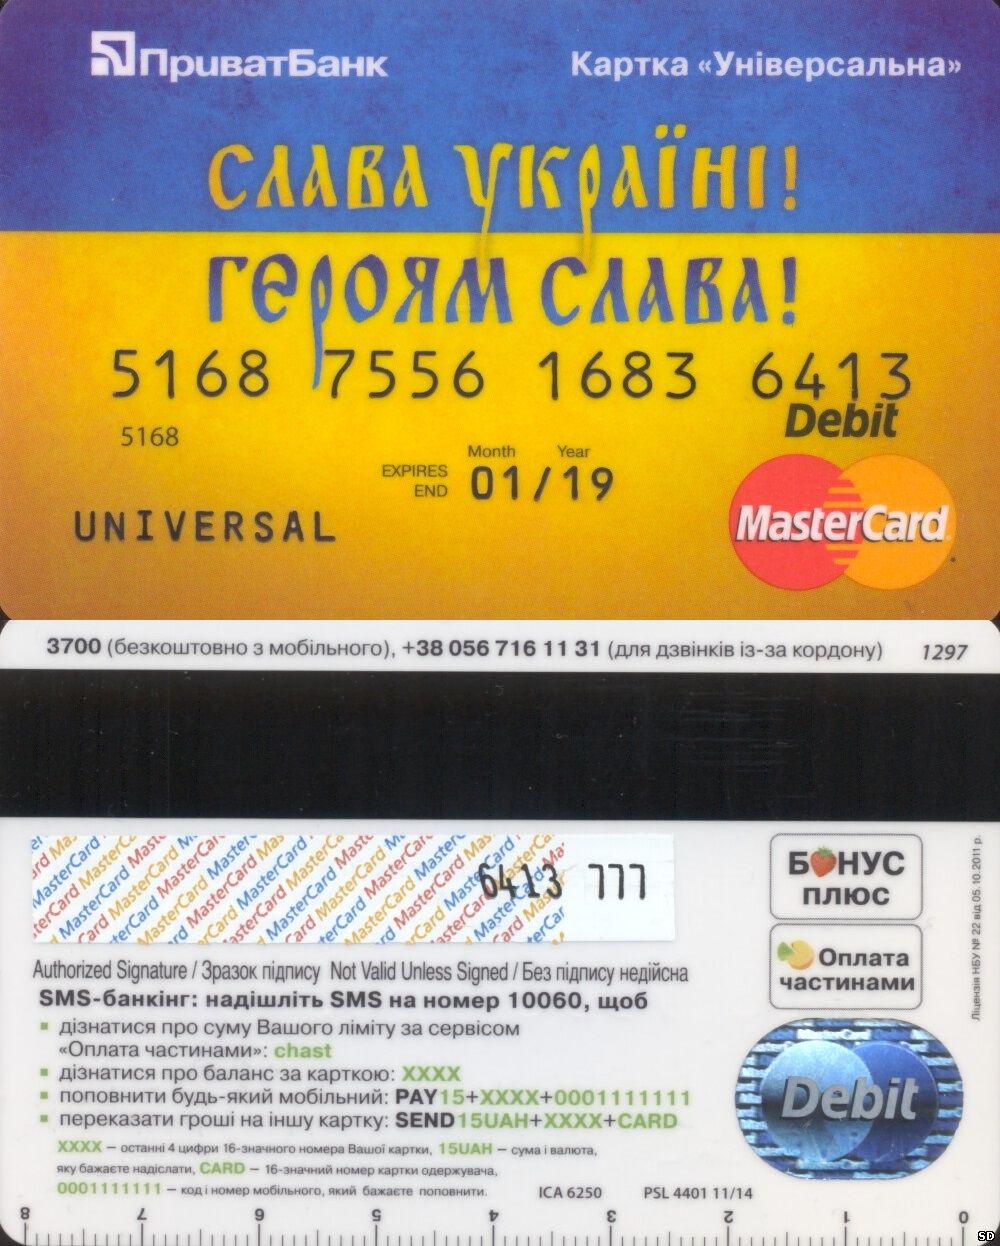 ПриватБанк
Картка «Універсальна»
СЛАВА УКРАЇНІ!
ГЕРОЯМ СЛАВА!
5168 7556 1683 6413
Debit
5168
Month Year
EXPIRES END 01/19
UNIVERSAL
MasterCard
3700 (безкоштовно з мобільного), +38 056 716 11 31 (для дзвінків із-за кордону) 1297
MasterCard MasterCard MasterCard
6413 777
БОНУС
ПЛЮС
Оплата
частинами
Ліцензія НБУ № 22 від 05.10.2011 р.
Authorized Signature / Зразок підпису Not Valid Unless Signed / Без підпису недійсна
SMS-банкінг: надішліть SMS на номер 10060, щоб
▪ дізнатися про суму Вашого ліміту за сервісом
«Оплата частинами»: chast
▪ дізнатися про баланс за карткою: XXXX
▪ поповнити будь-який мобільний: PAY15+XXXX+0001111111
▪ переказати гроші на іншу картку: SEND15UAH+XXXX+CARD
Debit
XXXX – останні 4 цифри 16-значного номера Вашої картки, 15UAH – сума і валюта,
яку бажаєте надіслати, CARD – 16-значний номер картки одержувача,
0001111111 – код і номер мобільного, який бажаєте поповнити.
ICA 6250 PSL 4401 11/14
8 7 6 5 4 3 2 1 0
SD